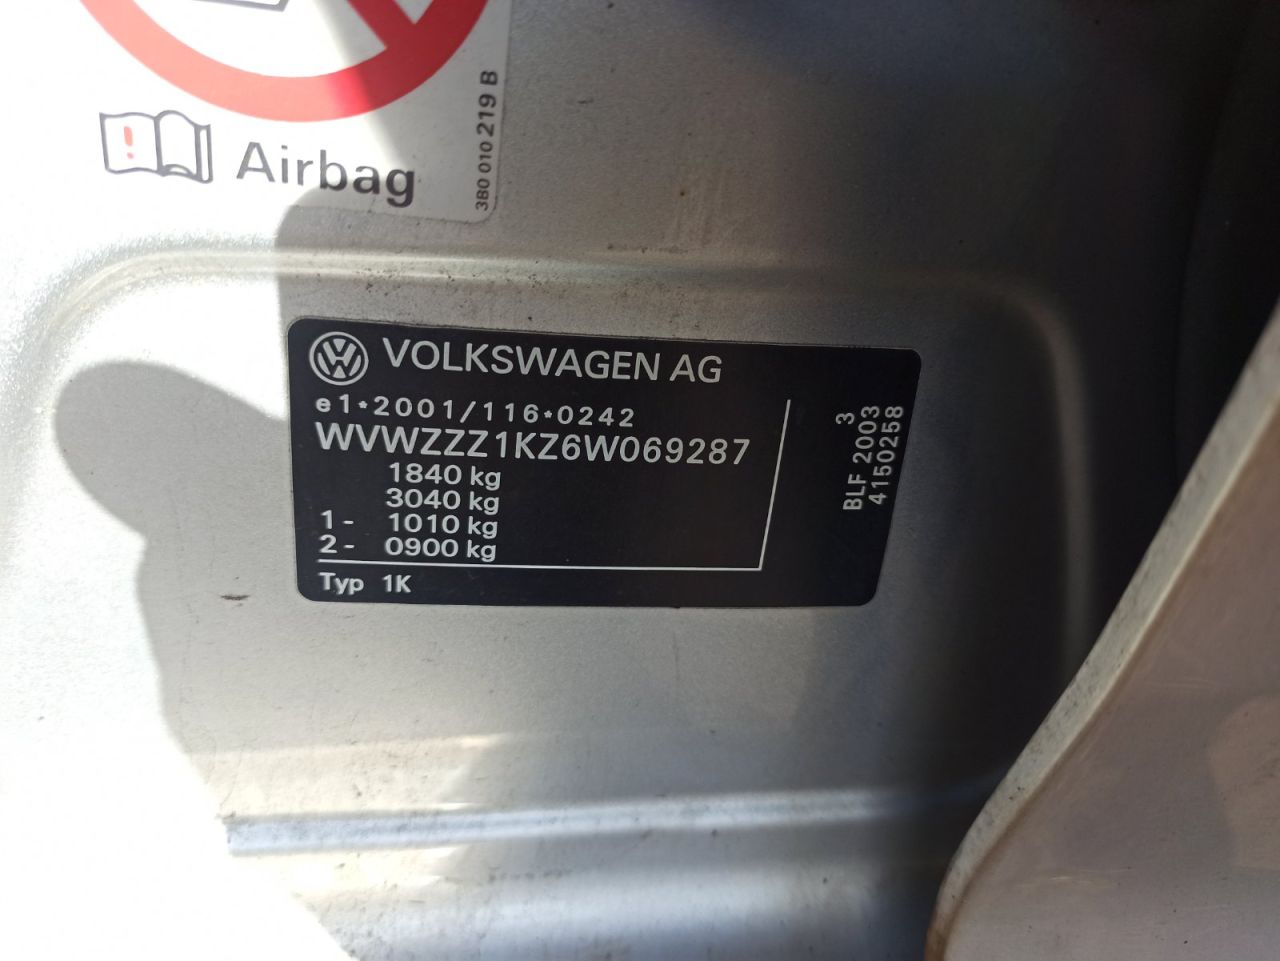 Airbag
3B0 010 219 B
VOLKSWAGEN AG
e1*2001/116*0242
WVWZZZ1KZ6W069287
1840 kg
3040 kg
1- 1010 kg
2- 0900 kg
Typ 1K
3
BLF 2003
4150258